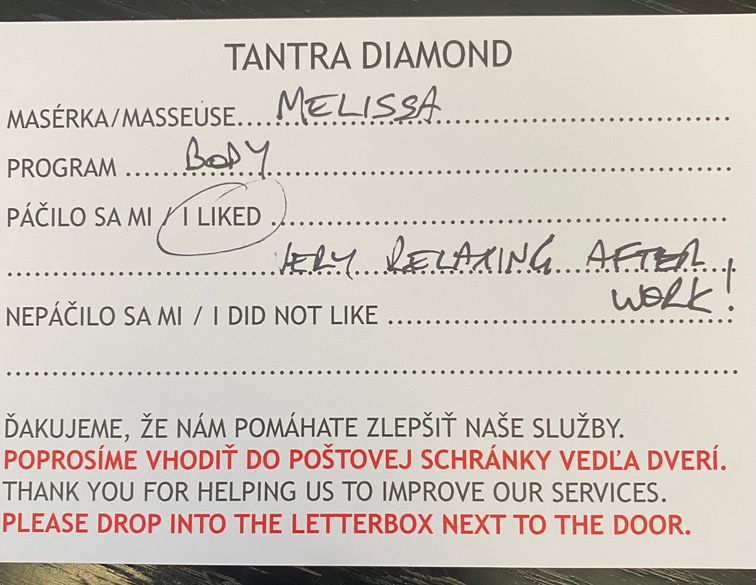 TANTRA DIAMOND
MASÉRKA/MASSEUSE....MELISSA....
PROGRAM ....BODY....
PÁČILO SA MI / I LIKED ....
....VERY RELAXING AFTER
WORK!
NEPÁČILO SA MI / I DID NOT LIKE ....
....
ĎAKUJEME, ŽE NÁM POMÁHATE ZLEPŠIŤ NAŠE SLUŽBY.
POPROSÍME VHODIŤ DO POŠTOVEJ SCHRÁNKY VEDĽA DVERÍ.
THANK YOU FOR HELPING US TO IMPROVE OUR SERVICES.
PLEASE DROP INTO THE LETTERBOX NEXT TO THE DOOR.